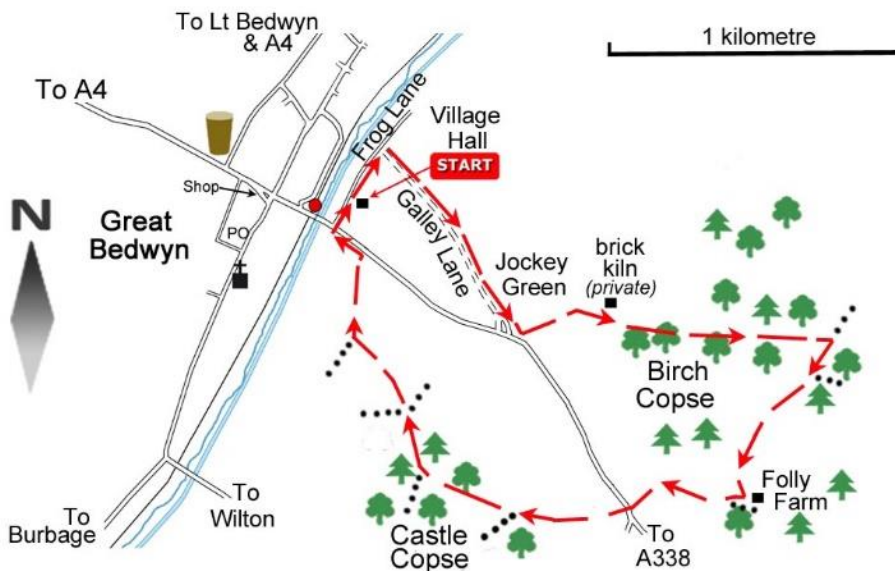 To Lt Bedwyn
& A4
1 kilometre
To A4
Frog Lane
Village
Hall
START
Shop
Great
Bedwyn
PO
N
Galley Lane
Jockey
Green
brick
kiln
(private)
Birch
Copse
Folly
Farm
To
Burbage
To
Wilton
Castle
Copse
To
A338